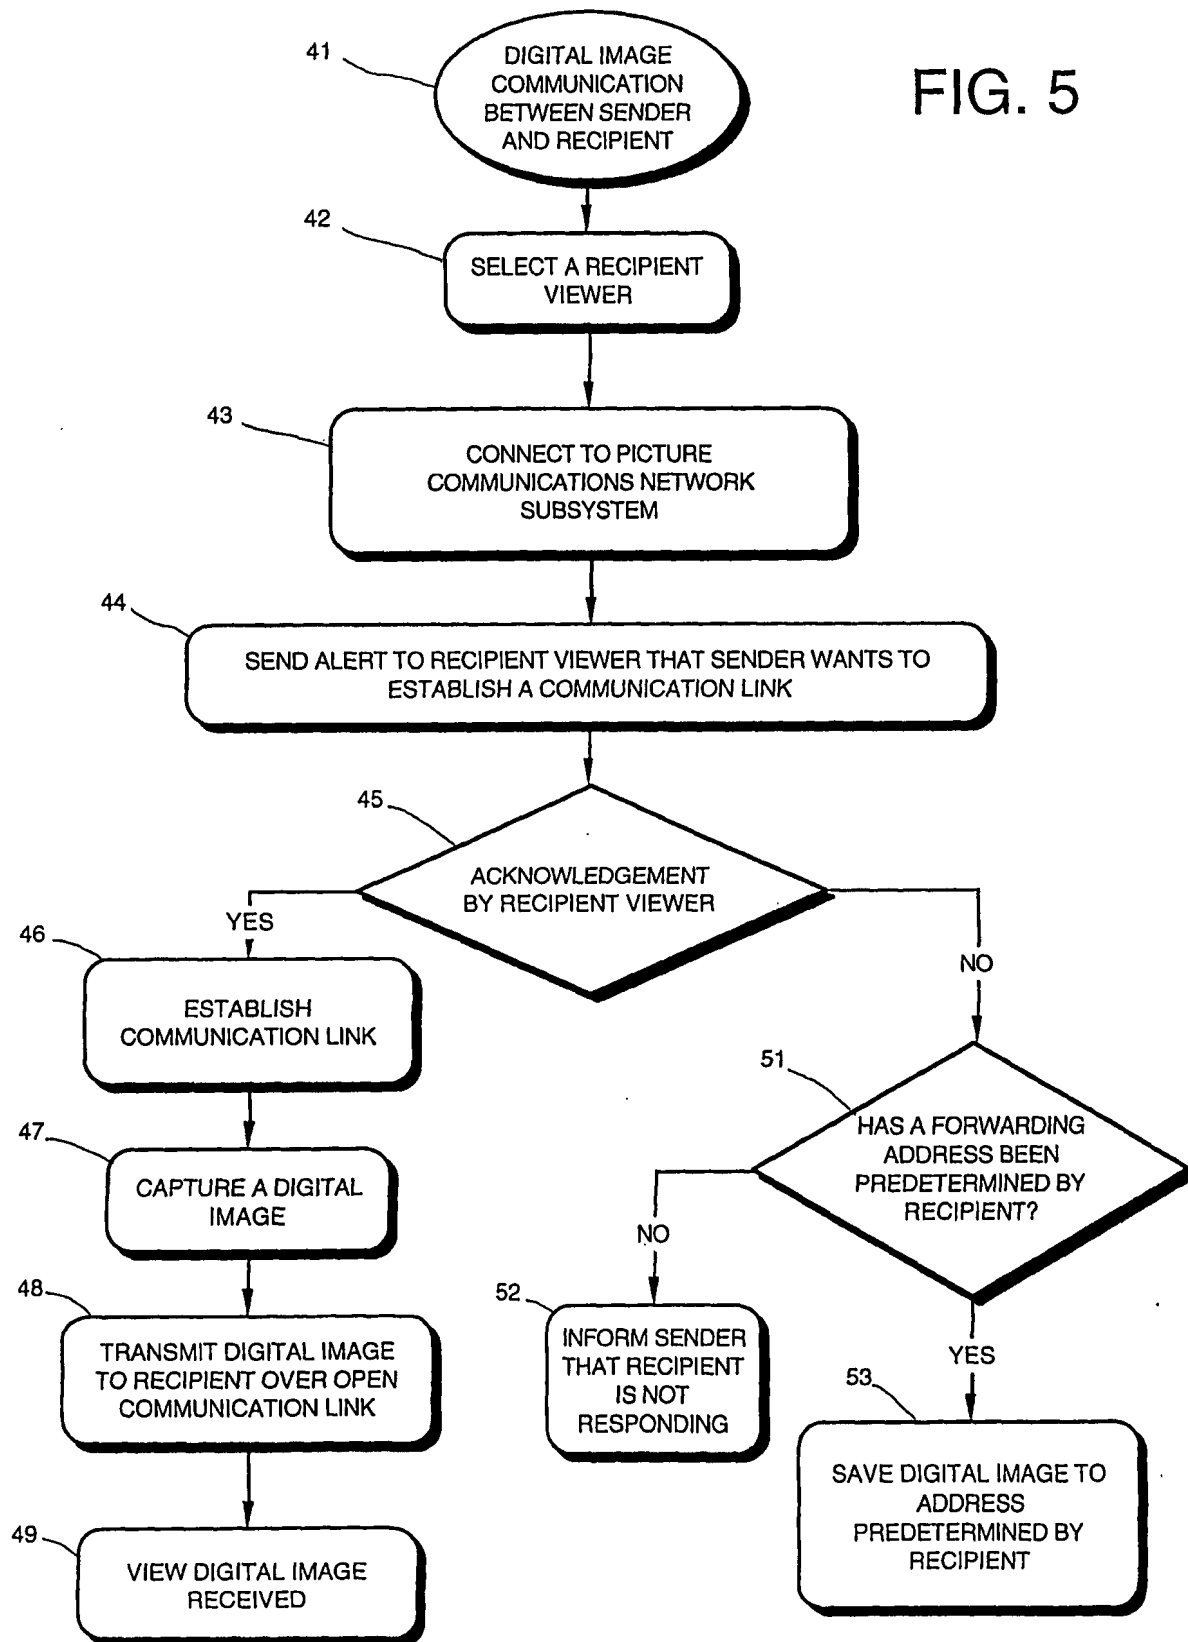 FIG. 5
41
DIGITAL IMAGE
COMMUNICATION
BETWEEN SENDER
AND RECIPIENT
42
SELECT A RECIPIENT
VIEWER
43
CONNECT TO PICTURE
COMMUNICATIONS NETWORK
SUBSYSTEM
44
SEND ALERT TO RECIPIENT VIEWER THAT SENDER WANTS TO
ESTABLISH A COMMUNICATION LINK
45
ACKNOWLEDGEMENT
BY RECIPIENT VIEWER
YES
46
ESTABLISH
COMMUNICATION LINK
47
CAPTURE A DIGITAL
IMAGE
48
TRANSMIT DIGITAL IMAGE
TO RECIPIENT OVER OPEN
COMMUNICATION LINK
49
VIEW DIGITAL IMAGE
RECEIVED
NO
51
HAS A FORWARDING
ADDRESS BEEN
PREDETERMINED BY
RECIPIENT?
NO
52
INFORM SENDER
THAT RECIPIENT
IS NOT
RESPONDING
YES
53
SAVE DIGITAL IMAGE TO
ADDRESS
PREDETERMINED BY
RECIPIENT